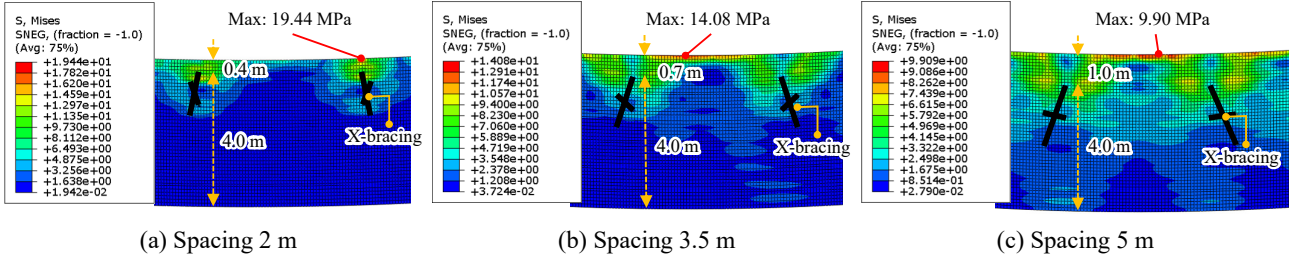 S, Mises
SNEG, (fraction = -1.0)
(Avg: 75%)
+1.944e+01
+1.782e+01
+1.620e+01
+1.459e+01
+1.297e+01
+1.135e+01
+9.730e+00
+8.112e+00
+6.493e+00
+4.875e+00
+3.256e+00
+1.638e+00
+1.942e-02
Max: 19.44 MPa
0.4 m
4.0 m
X-bracing
(a) Spacing 2 m
S, Mises
SNEG, (fraction = -1.0)
(Avg: 75%)
+1.408e+01
+1.291e+01
+1.174e+01
+1.057e+01
+9.400e+00
+8.230e+00
+7.060e+00
+5.889e+00
+4.719e+00
+3.548e+00
+2.378e+00
+1.208e+00
+3.724e-02
Max: 14.08 MPa
0.7 m
4.0 m
X-bracing
(b) Spacing 3.5 m
S, Mises
SNEG, (fraction = -1.0)
(Avg: 75%)
+9.909e+00
+9.086e+00
+8.262e+00
+7.439e+00
+6.615e+00
+5.792e+00
+4.969e+00
+4.145e+00
+3.322e+00
+2.498e+00
+1.675e+00
+8.514e-01
+2.790e-02
Max: 9.90 MPa
1.0 m
4.0 m
X-bracing
(c) Spacing 5 m